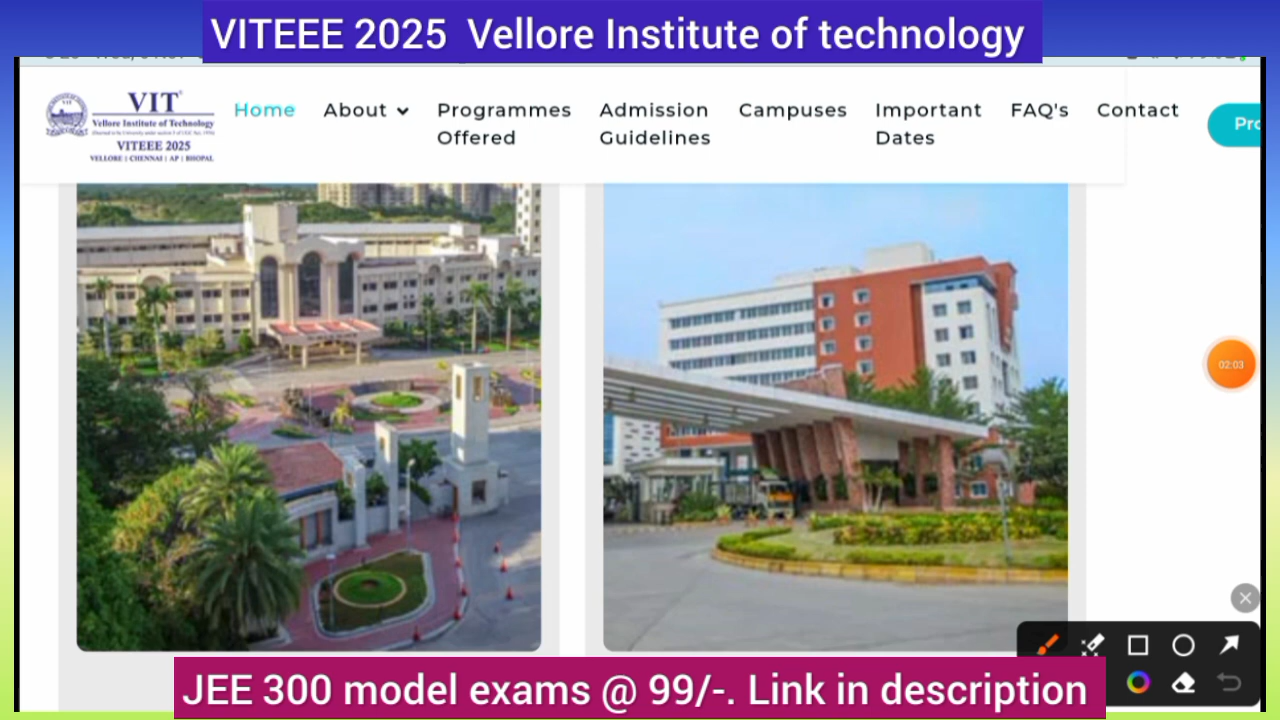 VITEEE 2025 Vellore Institute of technology
VIT
Vellore Institute of Technology
VITEEE 2025
VELLORE | CHENNAI | AP | BHOPAL
Home
About
Programmes
Offered
Admission
Guidelines
Campuses
Important
Dates
FAQ's
Contact
02:03
JEE 300 model exams @ 99/-. Link in description